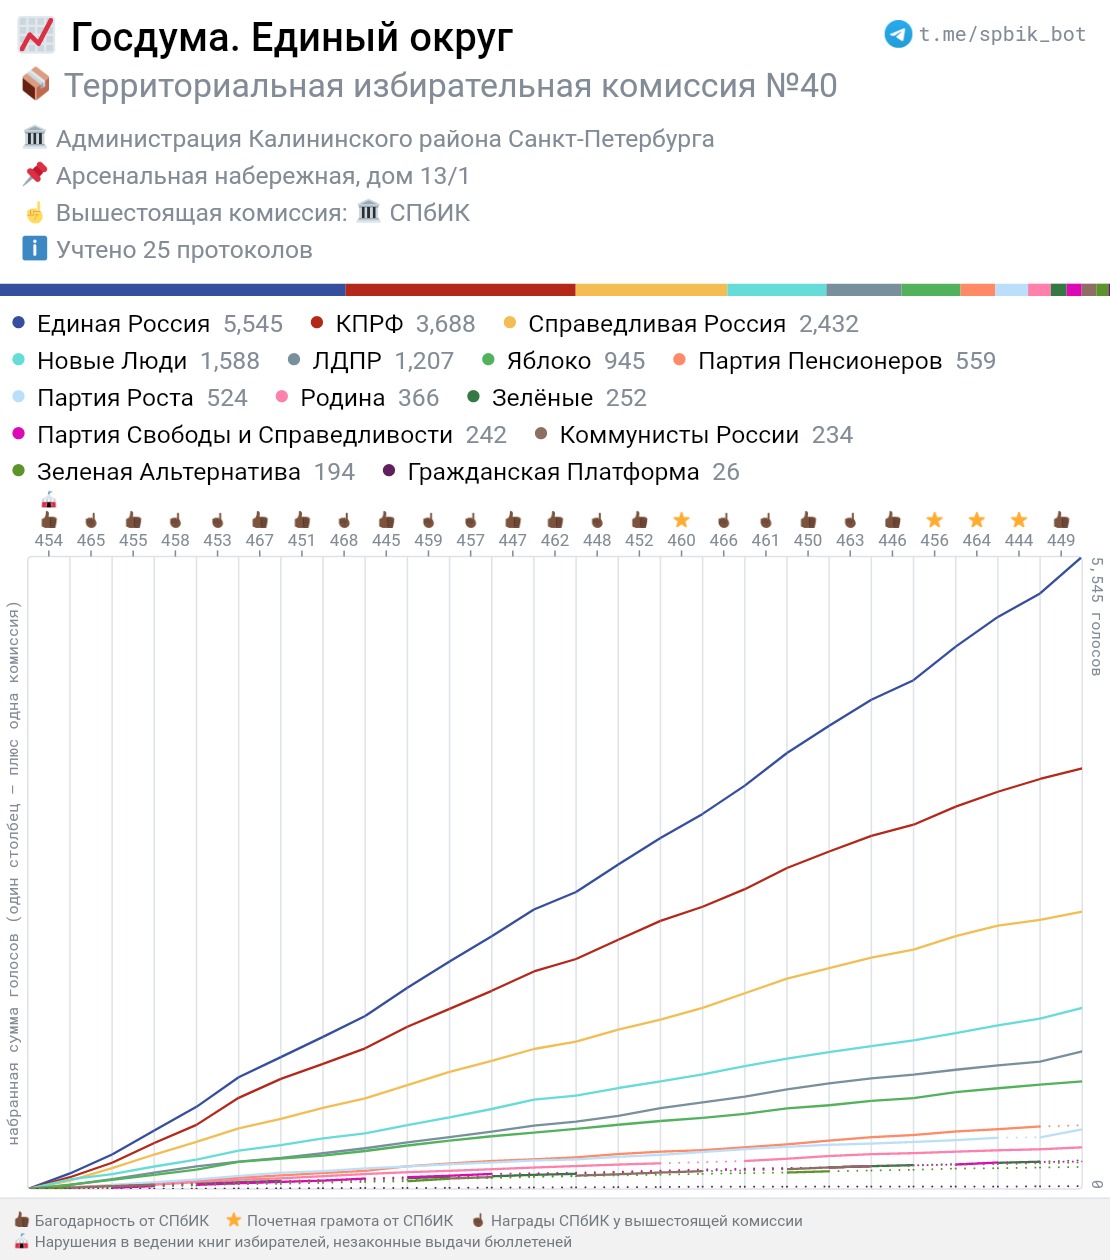 Госдума. Единый округ
t.me/spbik_bot
Территориальная избирательная комиссия №40
Администрация Калининского района Санкт-Петербурга
Арсенальная набережная, дом 13/1
Вышестоящая комиссия: СПбИК
Учтено 25 протоколов
Единая Россия 5,545 КПРФ 3,688 Справедливая Россия 2,432
Новые Люди 1,588 ЛДПР 1,207 Яблоко 945 Партия Пенсионеров 559
Партия Роста 524 Родина 366 Зелёные 252
Партия Свободы и Справедливости 242 Коммунисты России 234
Зеленая Альтернатива 194 Гражданская Платформа 26
454 465 455 458 453 467 451 468 445 459 457 447 462 448 452 460 466 461 450 463 446 456 464 444 449
набранная сумма голосов (один столбец – плюс одна комиссия)
5,545 голосов
0
Багодарность от СПбИК Почетная грамота от СПбИК Награды СПбИК у вышестоящей комиссии
Нарушения в ведении книг избирателей, незаконные выдачи бюллетеней